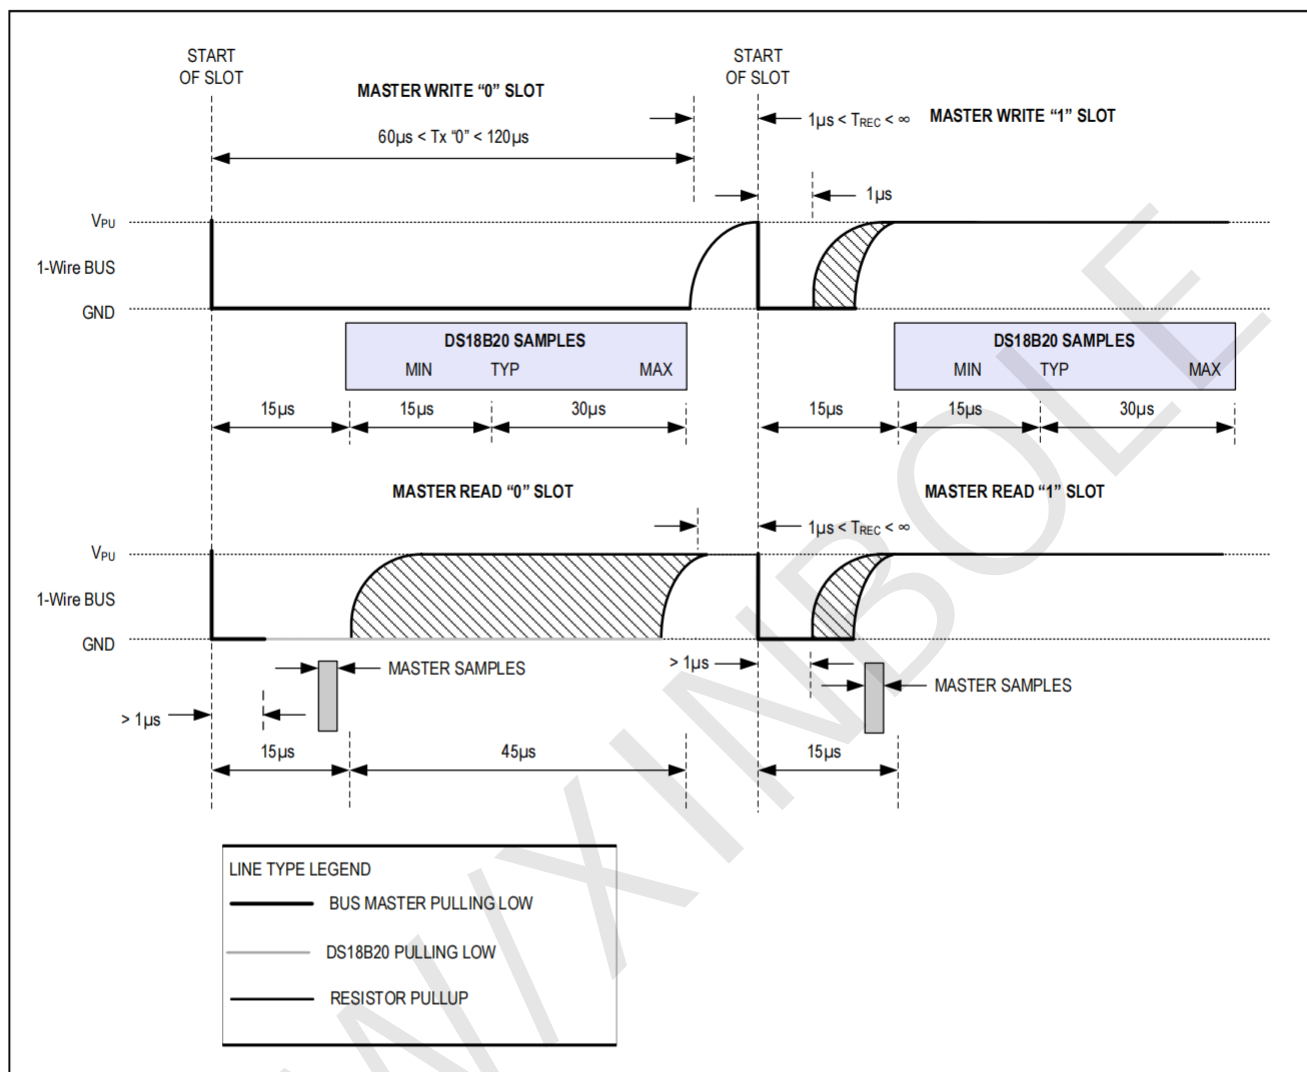 START
OF SLOT
START
OF SLOT
MASTER WRITE “0” SLOT
1µs < TREC < ∞
MASTER WRITE “1” SLOT
60µs < Tx “0” < 120µs
1µs
VPU
1-Wire BUS
GND
DS18B20 SAMPLES
MIN TYP MAX
DS18B20 SAMPLES
MIN TYP MAX
15µs 15µs 30µs 15µs 15µs 30µs
MASTER READ “0” SLOT
MASTER READ “1” SLOT
1µs < TREC < ∞
VPU
1-Wire BUS
GND
MASTER SAMPLES
> 1µs
MASTER SAMPLES
> 1µs
15µs 45µs 15µs
LINE TYPE LEGEND
BUS MASTER PULLING LOW
DS18B20 PULLING LOW
RESISTOR PULLUP
W/XINBOLE